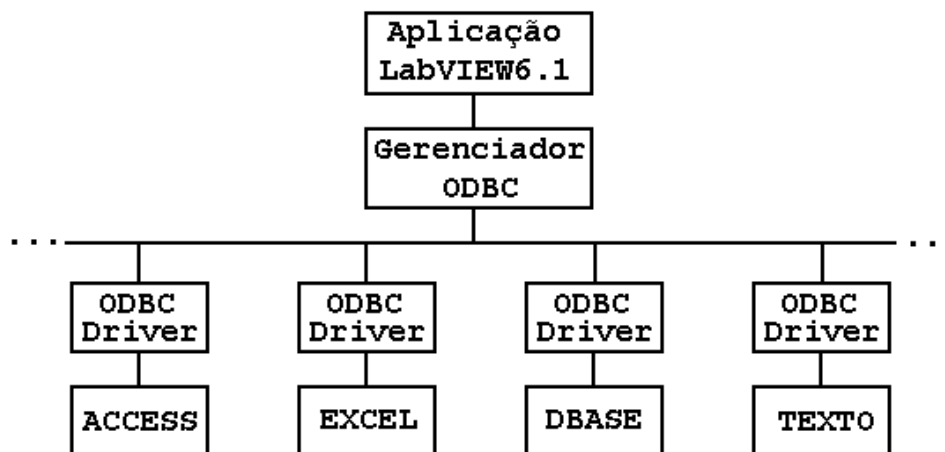 Aplicação
LabVIEW6.1
Gerenciador
ODBC
... ...
ODBC ODBC ODBC ODBC
Driver Driver Driver Driver
ACCESS EXCEL DBASE TEXTO